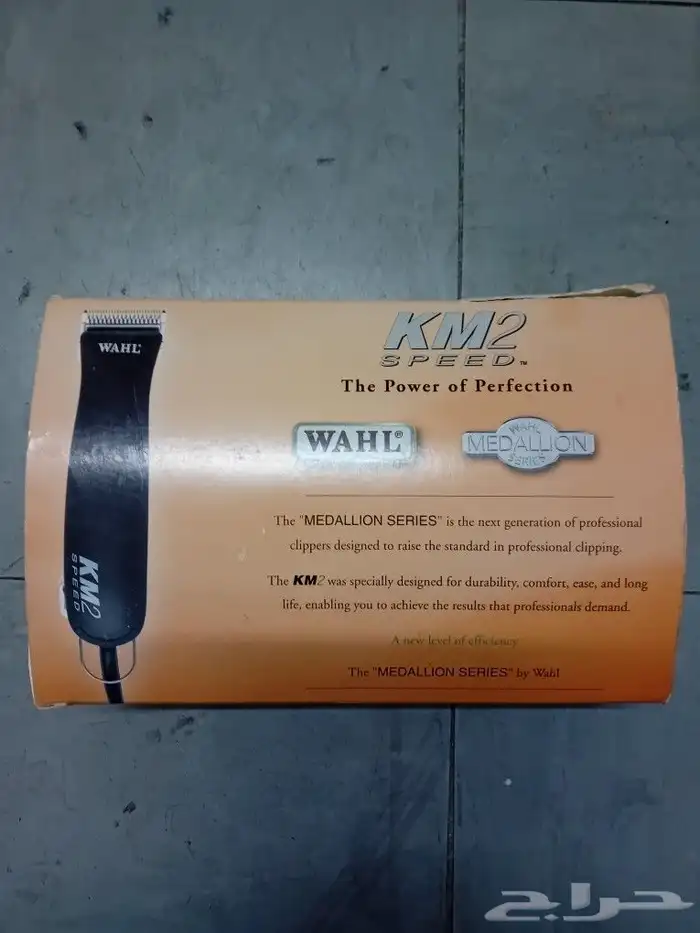 WAHL®
KM2
SPEED
KM2
SPEED™
The Power of Perfection
WAHL®
WAHL
MEDALLION
SERIES
The "MEDALLION SERIES" is the next generation of professional
clippers designed to raise the standard in professional clipping.
The KM2 was specially designed for durability, comfort, ease, and long
life, enabling you to achieve the results that professionals demand.
A new level of efficiency
The "MEDALLION SERIES" by Wahl
حراج